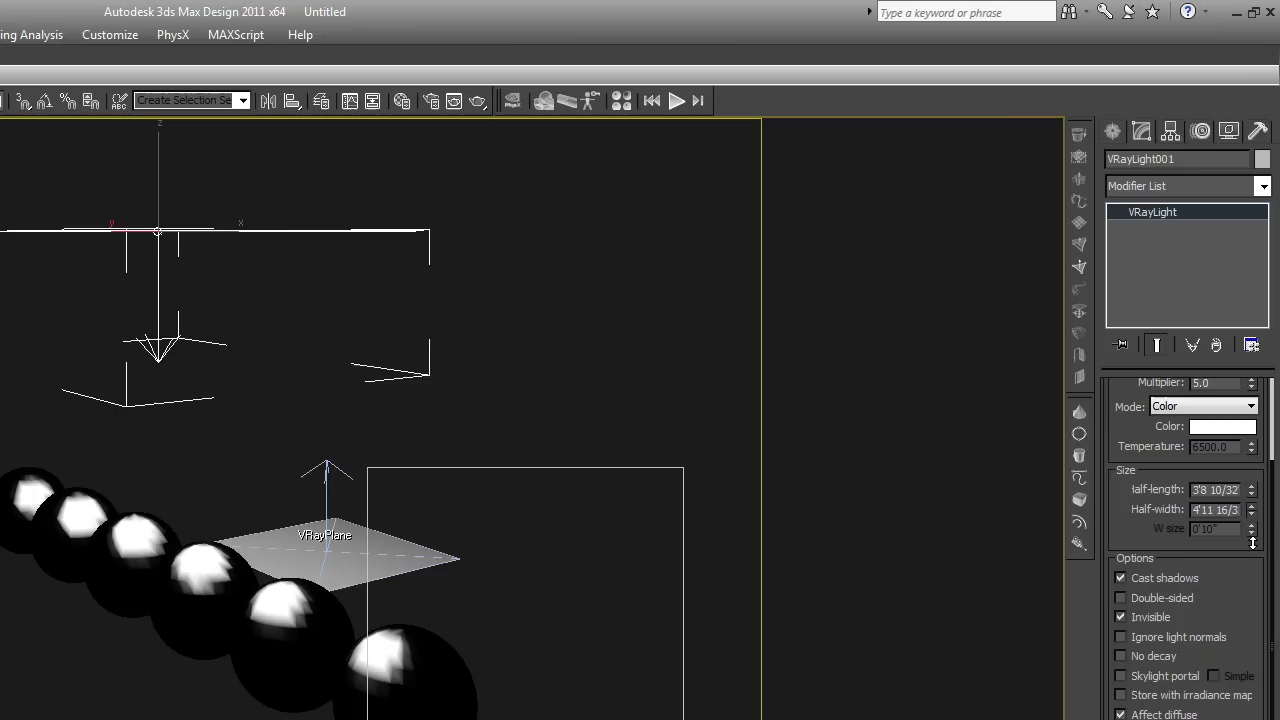 Autodesk 3ds Max Design 2011 x64 Untitled
Type a keyword or phrase
ing Analysis Customize PhysX MAXScript Help
ABC
Create Selection Se
PhysX
z
VRayLight001
Modifier List
VRayLight
y x
Multiplier: 5.0
Mode: Color
Color:
Temperature: 6500.0
Size
Half-length: 3'8 10/32
Half-width: 4'11 16/3
W size 0'10"
VRayPlane
Options
Cast shadows
Double-sided
Invisible
Ignore light normals
No decay
Skylight portal Simple
Store with irradiance map
Affect diffuse